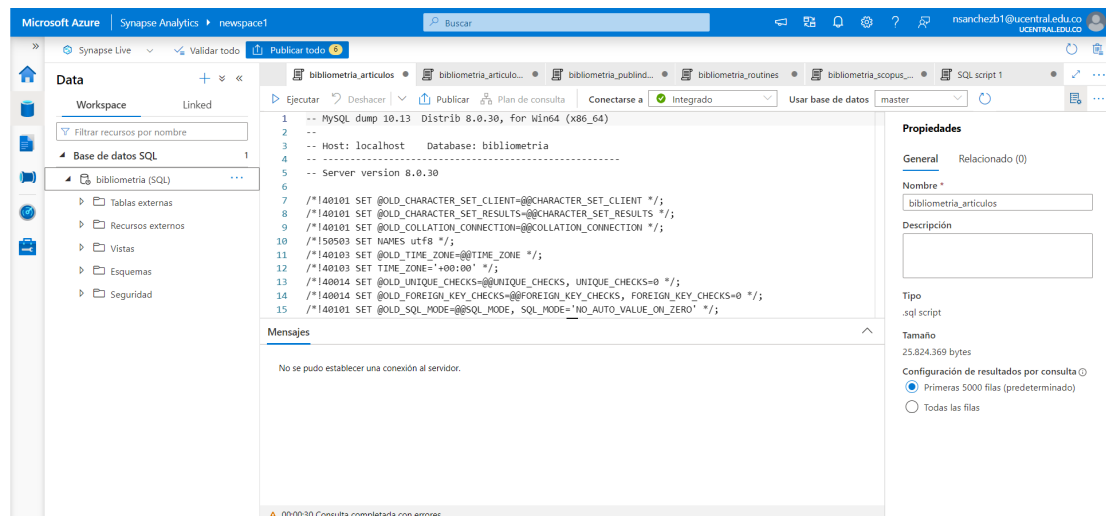 Microsoft Azure | Synapse Analytics ▸ newspace1
Buscar
nsanchezb1@ucentral.edu.co
UCENTRAL.EDU.CO
Synapse Live
Validar todo
Publicar todo 6
Data
Workspace
Linked
Filtrar recursos por nombre
Base de datos SQL 1
bibliometria (SQL)
Tablas externas
Recursos externos
Vistas
Esquemas
Seguridad
bibliometria_articulos
bibliometria_articulo...
bibliometria_publind...
bibliometria_routines
bibliometria_scopus_...
SQL script 1
Ejecutar
Deshacer
Publicar
Plan de consulta
Conectarse a
Integrado
Usar base de datos
master
1 -- MySQL dump 10.13 Distrib 8.0.30, for Win64 (x86_64)
2 --
3 -- Host: localhost Database: bibliometria
4 -- ------------------------------------------------------
5 -- Server version 8.0.30
6
7 /*!40101 SET @OLD_CHARACTER_SET_CLIENT=@@CHARACTER_SET_CLIENT */;
8 /*!40101 SET @OLD_CHARACTER_SET_RESULTS=@@CHARACTER_SET_RESULTS */;
9 /*!40101 SET @OLD_COLLATION_CONNECTION=@@COLLATION_CONNECTION */;
10 /*!50503 SET NAMES utf8 */;
11 /*!40103 SET @OLD_TIME_ZONE=@@TIME_ZONE */;
12 /*!40103 SET TIME_ZONE='+00:00' */;
13 /*!40014 SET @OLD_UNIQUE_CHECKS=@@UNIQUE_CHECKS, UNIQUE_CHECKS=0 */;
14 /*!40014 SET @OLD_FOREIGN_KEY_CHECKS=@@FOREIGN_KEY_CHECKS, FOREIGN_KEY_CHECKS=0 */;
15 /*!40101 SET @OLD_SQL_MODE=@@SQL_MODE, SQL_MODE='NO_AUTO_VALUE_ON_ZERO' */;
Mensajes
No se pudo establecer una conexión al servidor.
00:00:30 Consulta completada con errores
Propiedades
General
Relacionado (0)
Nombre *
bibliometria_articulos
Descripción
Tipo
.sql script
Tamaño
25.824.369 bytes
Configuración de resultados por consulta
Primeras 5000 filas (predeterminado)
Todas las filas